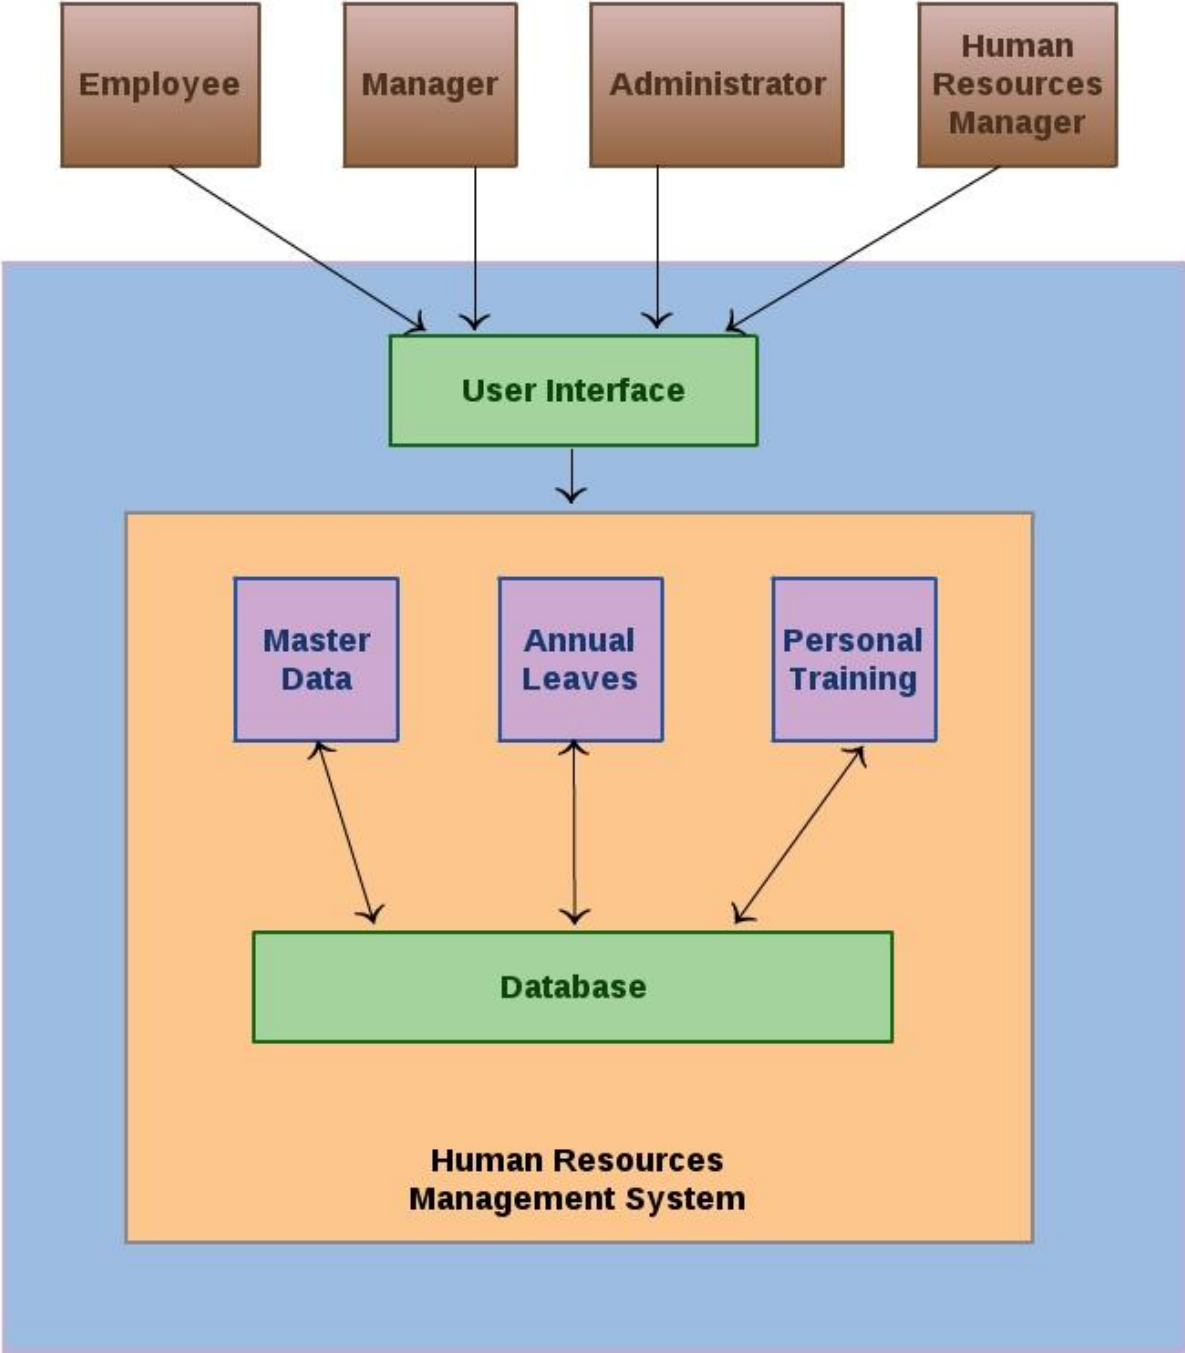 Employee
Manager
Administrator
Human
Resources
Manager
User Interface
Master
Data
Annual
Leaves
Personal
Training
Database
Human Resources
Management System